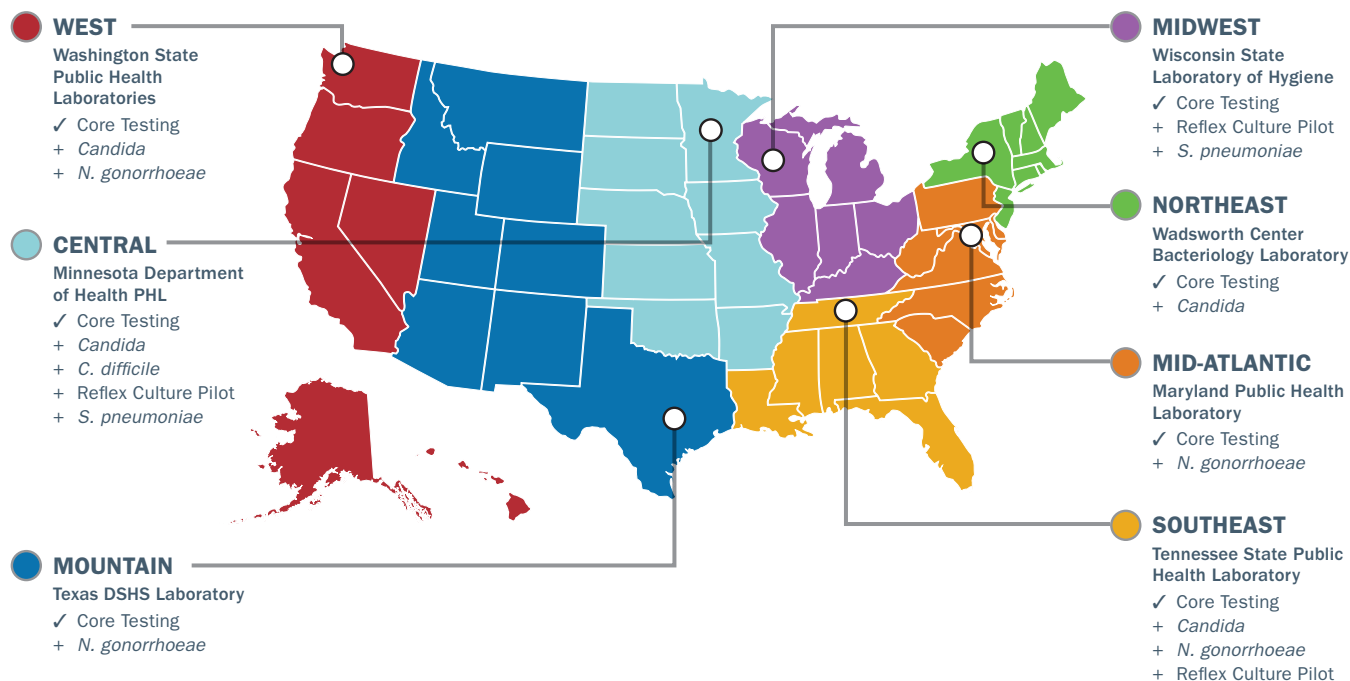 WEST
Washington State
Public Health
Laboratories
✓ Core Testing
+ Candida
+ N. gonorrhoeae
CENTRAL
Minnesota Department
of Health PHL
✓ Core Testing
+ Candida
+ C. difficile
+ Reflex Culture Pilot
+ S. pneumoniae
MOUNTAIN
Texas DSHS Laboratory
✓ Core Testing
+ N. gonorrhoeae
MIDWEST
Wisconsin State
Laboratory of Hygiene
✓ Core Testing
+ Reflex Culture Pilot
+ S. pneumoniae
NORTHEAST
Wadsworth Center
Bacteriology Laboratory
✓ Core Testing
+ Candida
MID-ATLANTIC
Maryland Public Health
Laboratory
✓ Core Testing
+ N. gonorrhoeae
SOUTHEAST
Tennessee State Public
Health Laboratory
✓ Core Testing
+ Candida
+ N. gonorrhoeae
+ Reflex Culture Pilot